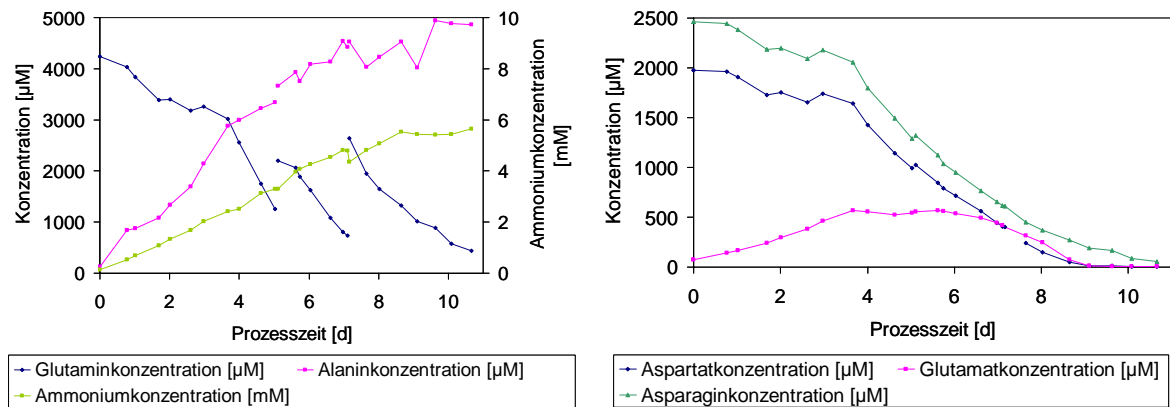 Konzentration [µM]
5000
4000
3000
2000
1000
0
0 2 4 6 8 10
Prozesszeit [d]
10
8
6
4
2
0
Ammoniumkonzentration
[mM]
Glutaminkonzentration [µM] Alaninkonzentration [µM]
Ammoniumkonzentration [mM]
Konzentration [µM]
2500
2000
1500
1000
500
0
0 2 4 6 8 10
Prozesszeit [d]
Aspartatkonzentration [µM] Glutamatkonzentration [µM]
Asparaginkonzentration [µM]